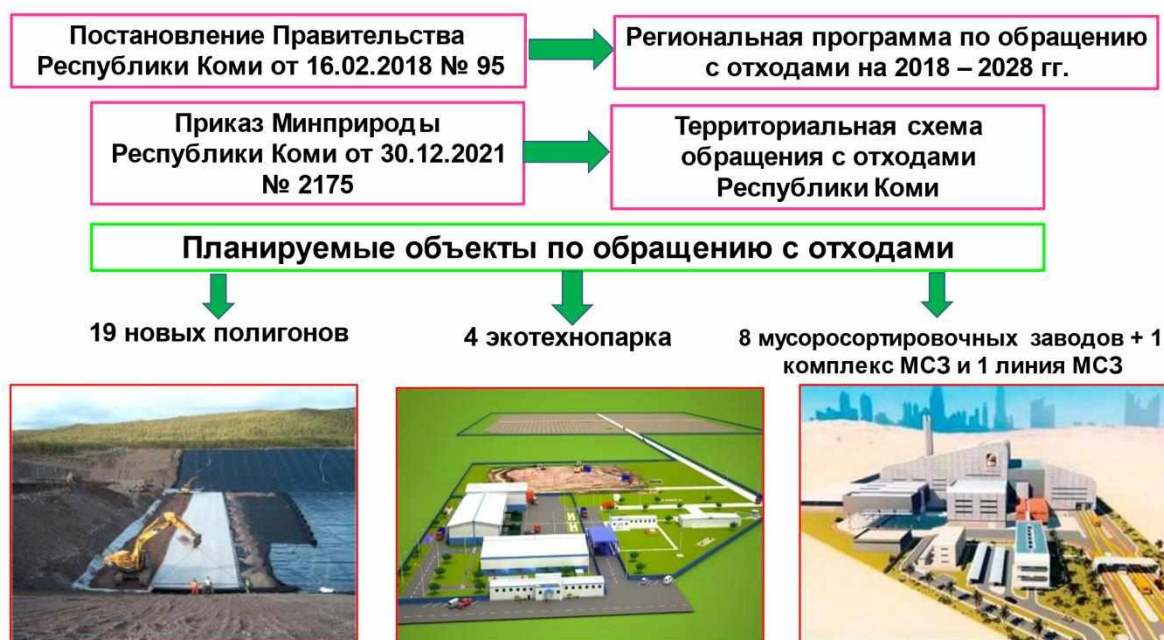 Постановление Правительства
Республики Коми от 16.02.2018 № 95
Региональная программа по обращению
с отходами на 2018 – 2028 гг.
Приказ Минприроды
Республики Коми от 30.12.2021
№ 2175
Территориальная схема
обращения с отходами
Республики Коми
Планируемые объекты по обращению с отходами
19 новых полигонов
4 экотехнопарка
8 мусоросортировочных заводов + 1
комплекс МСЗ и 1 линия МСЗ